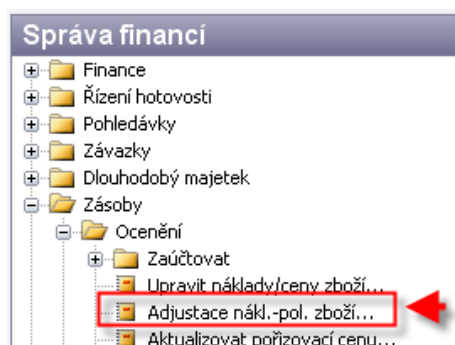 Správa financí
Finance
Řízení hotovosti
Pohledávky
Závazky
Dlouhodobý majetek
Zásoby
Ocenění
Zaúčtovat
Upravit náklady/ceny zboží...
Adjustace nákl.-pol. zboží...
Aktualizovat pořizovací cenu...